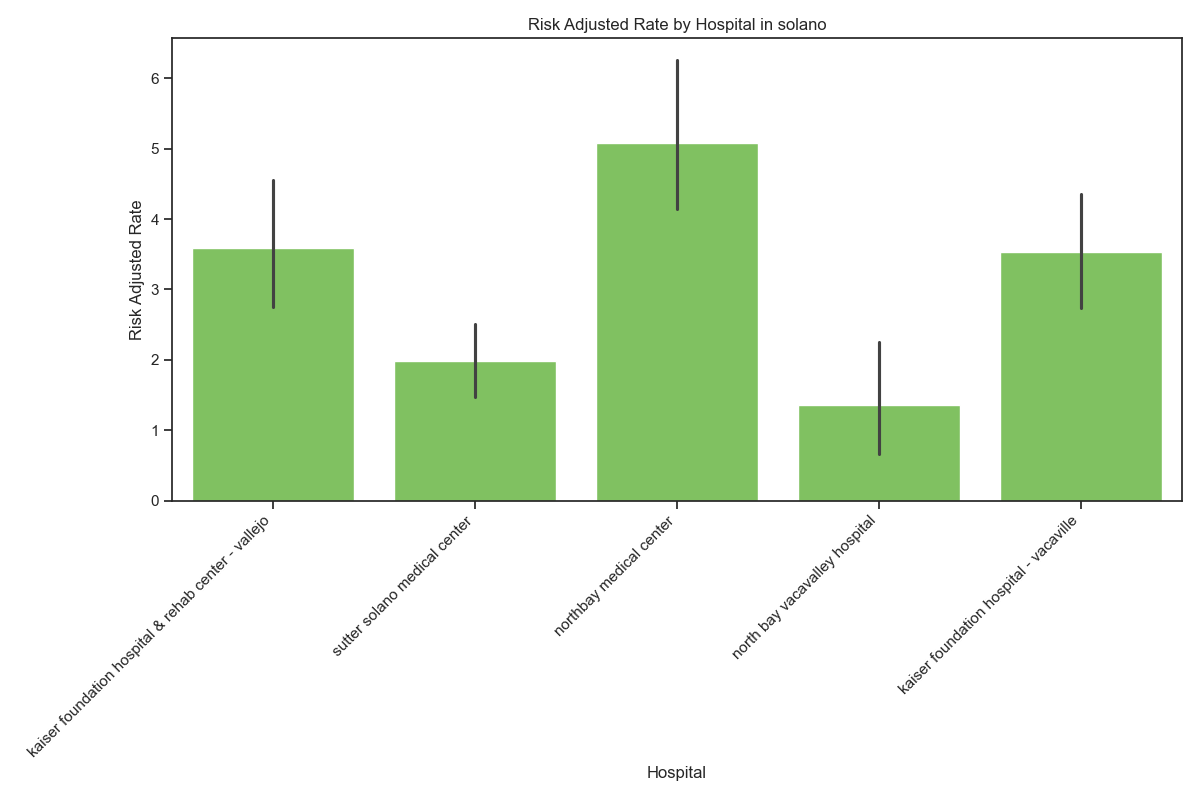 Risk Adjusted Rate by Hospital in solano
Risk Adjusted Rate
6
5
4
3
2
1
0
kaiser foundation hospital & rehab center - vallejo
sutter solano medical center
northbay medical center
north bay vacavalley hospital
kaiser foundation hospital - vacaville
Hospital